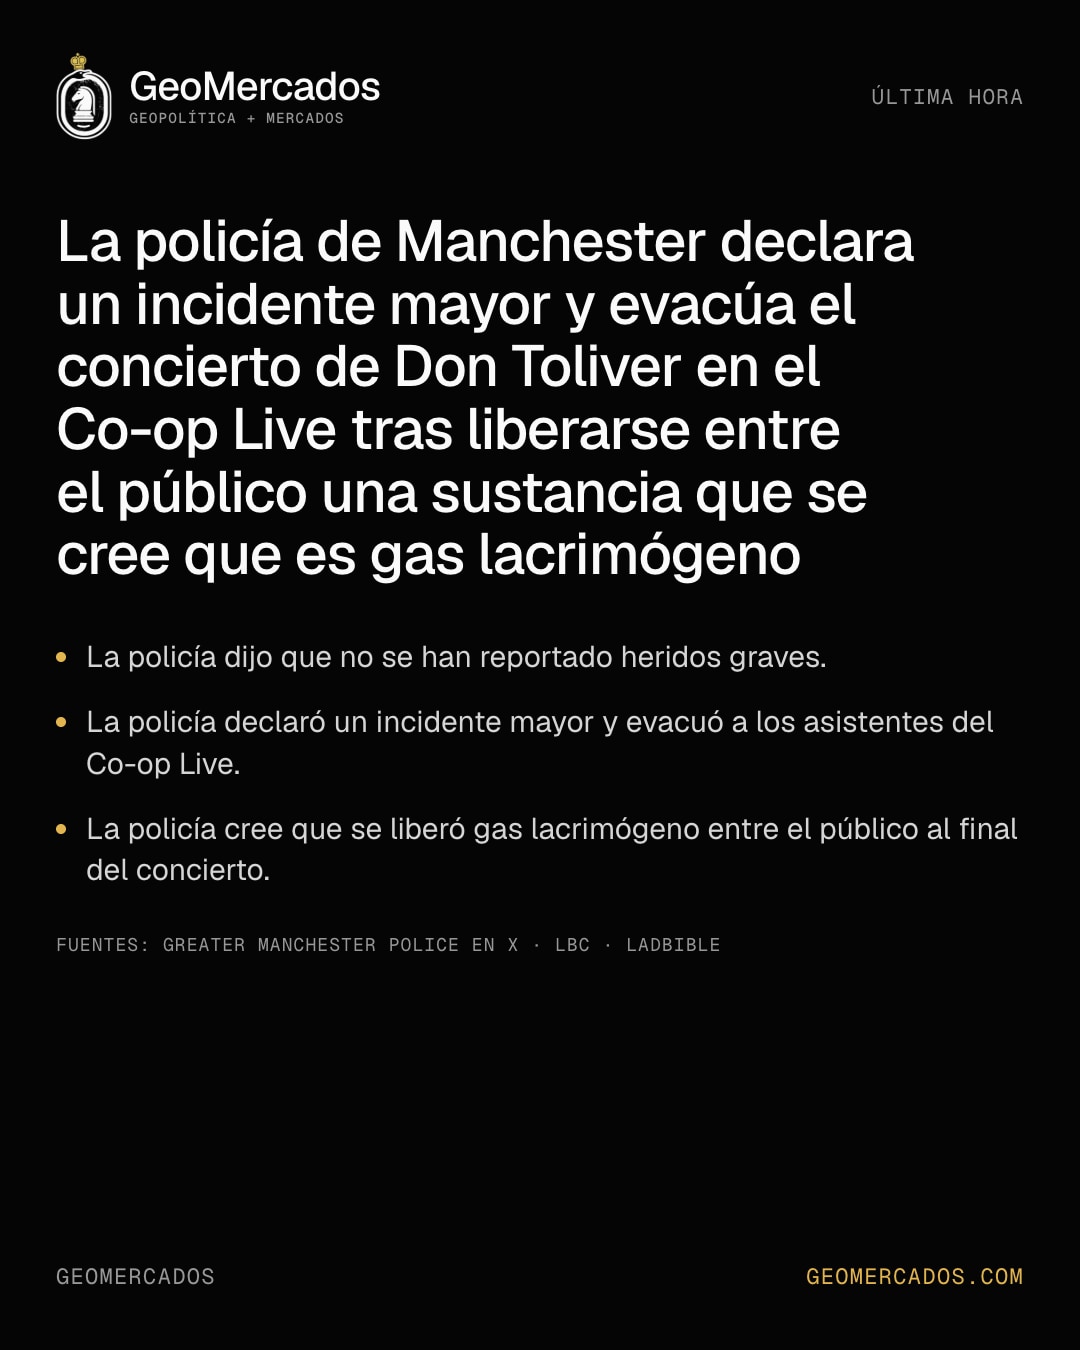 GeoMercados
GEOPOLÍTICA + MERCADOS
ÚLTIMA HORA
La policía de Manchester declara
un incidente mayor y evacúa el
concierto de Don Toliver en el
Co-op Live tras liberarse entre
el público una sustancia que se
cree que es gas lacrimógeno
• La policía dijo que no se han reportado heridos graves.
• La policía declaró un incidente mayor y evacuó a los asistentes del
Co-op Live.
• La policía cree que se liberó gas lacrimógeno entre el público al final
del concierto.
FUENTES: GREATER MANCHESTER POLICE EN X · LBC · LADBIBLE
GEOMERCADOS
GEOMERCADOS.COM